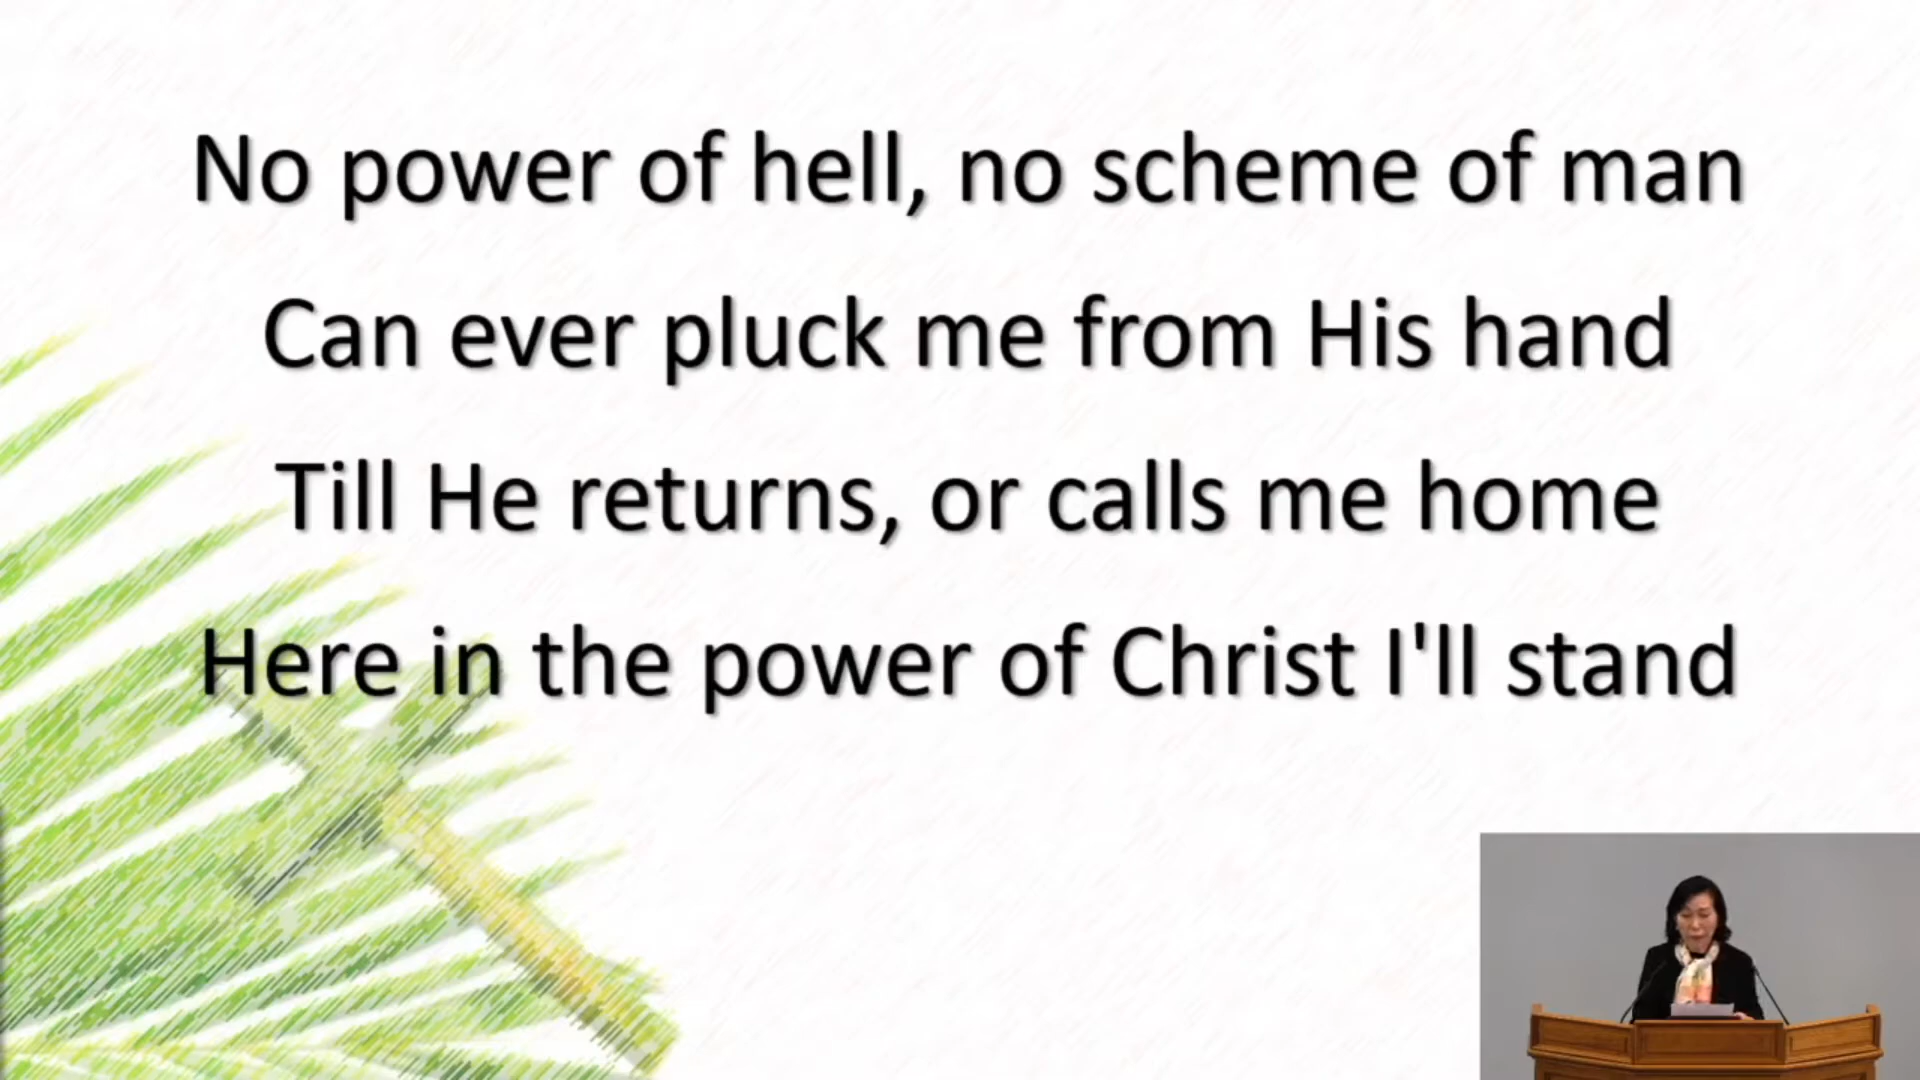 No power of hell, no scheme of man
Can ever pluck me from His hand
Till He returns, or calls me home
Here in the power of Christ I'll stand